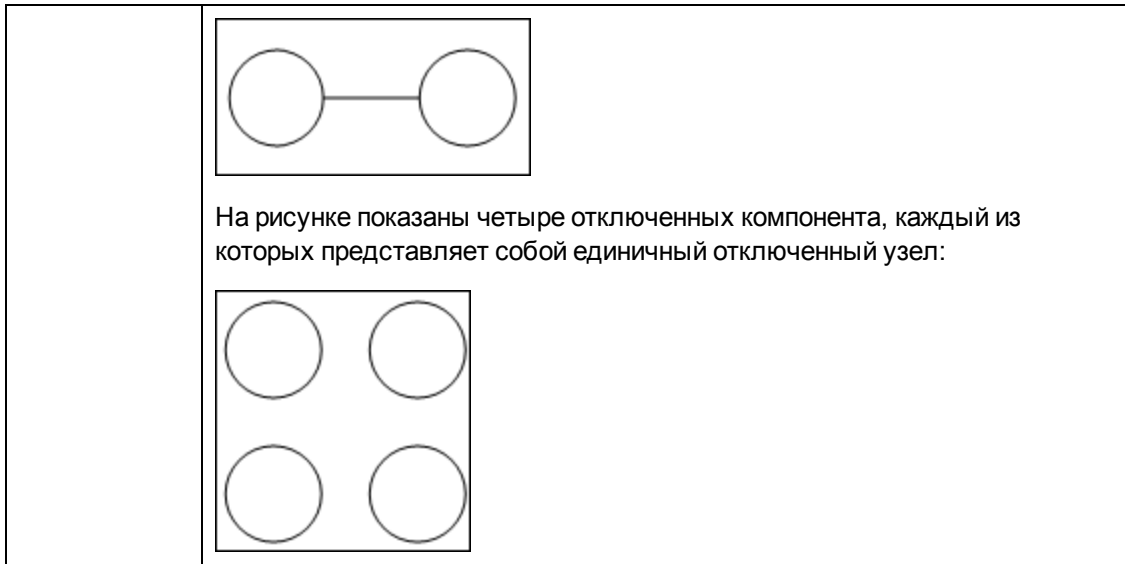 На рисунке показаны четыре отключенных компонента, каждый из
которых представляет собой единичный отключенный узел: